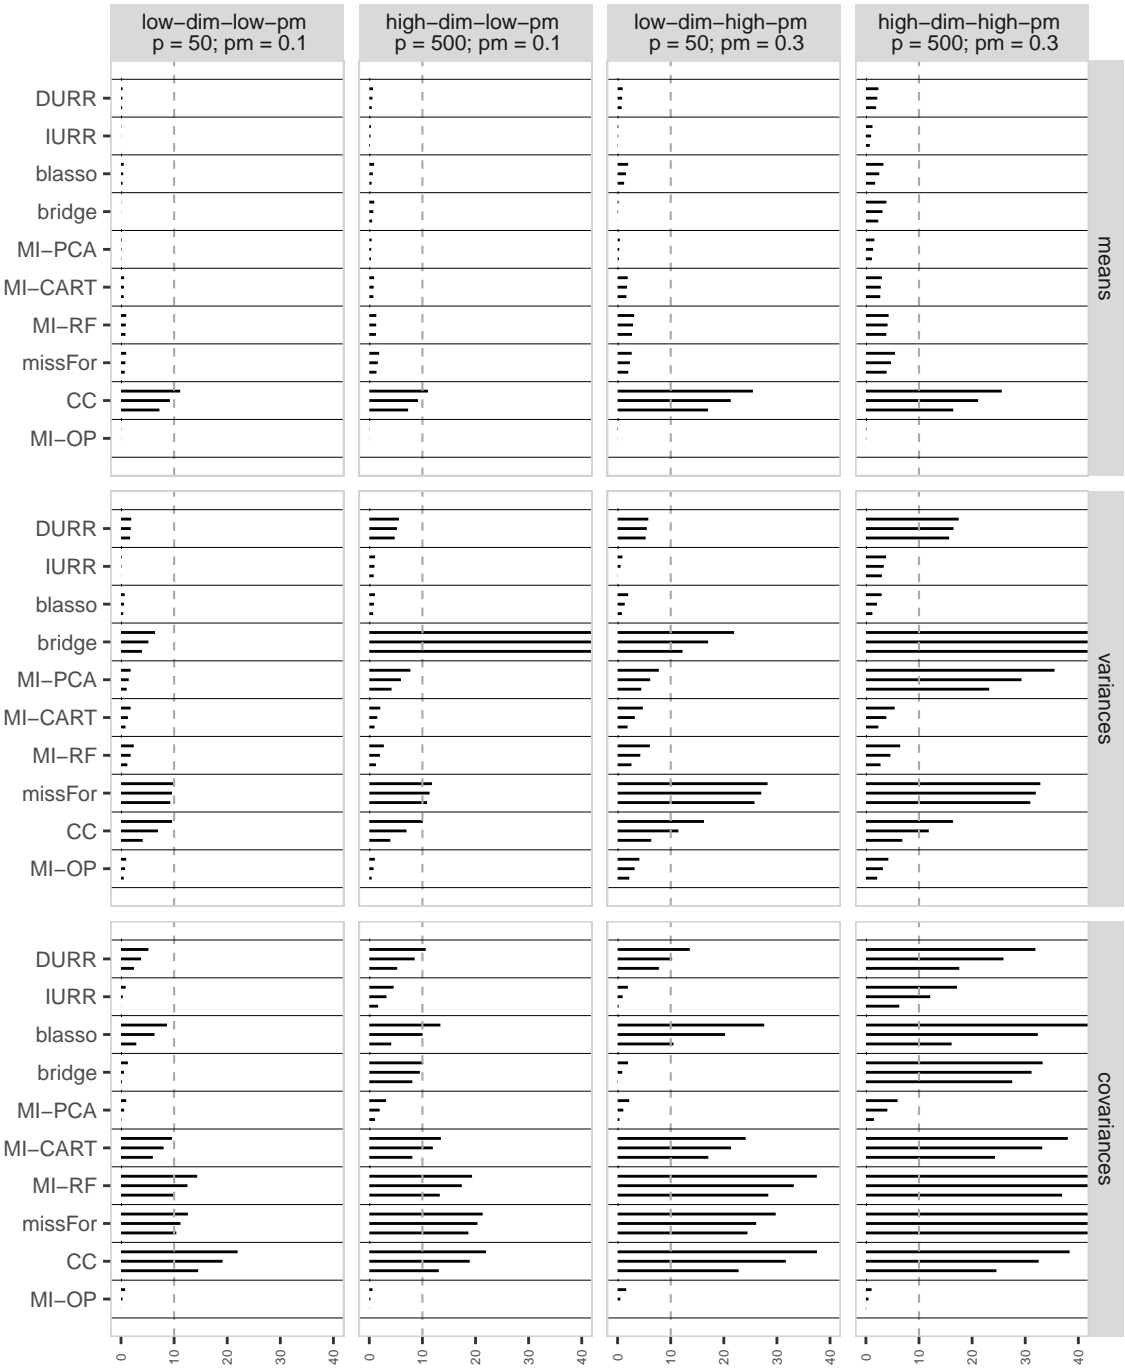 low−dim−low−pm
p = 50; pm = 0.1
high−dim−low−pm
p = 500; pm = 0.1
low−dim−high−pm
p = 50; pm = 0.3
high−dim−high−pm
p = 500; pm = 0.3
DURR
IURR
blasso
bridge
MI−PCA
MI−CART
MI−RF
missFor
CC
MI−OP
means
DURR
IURR
blasso
bridge
MI−PCA
MI−CART
MI−RF
missFor
CC
MI−OP
variances
DURR
IURR
blasso
bridge
MI−PCA
MI−CART
MI−RF
missFor
CC
MI−OP
covariances
0 10 20 30 40
0 10 20 30 40
0 10 20 30 40
0 10 20 30 40